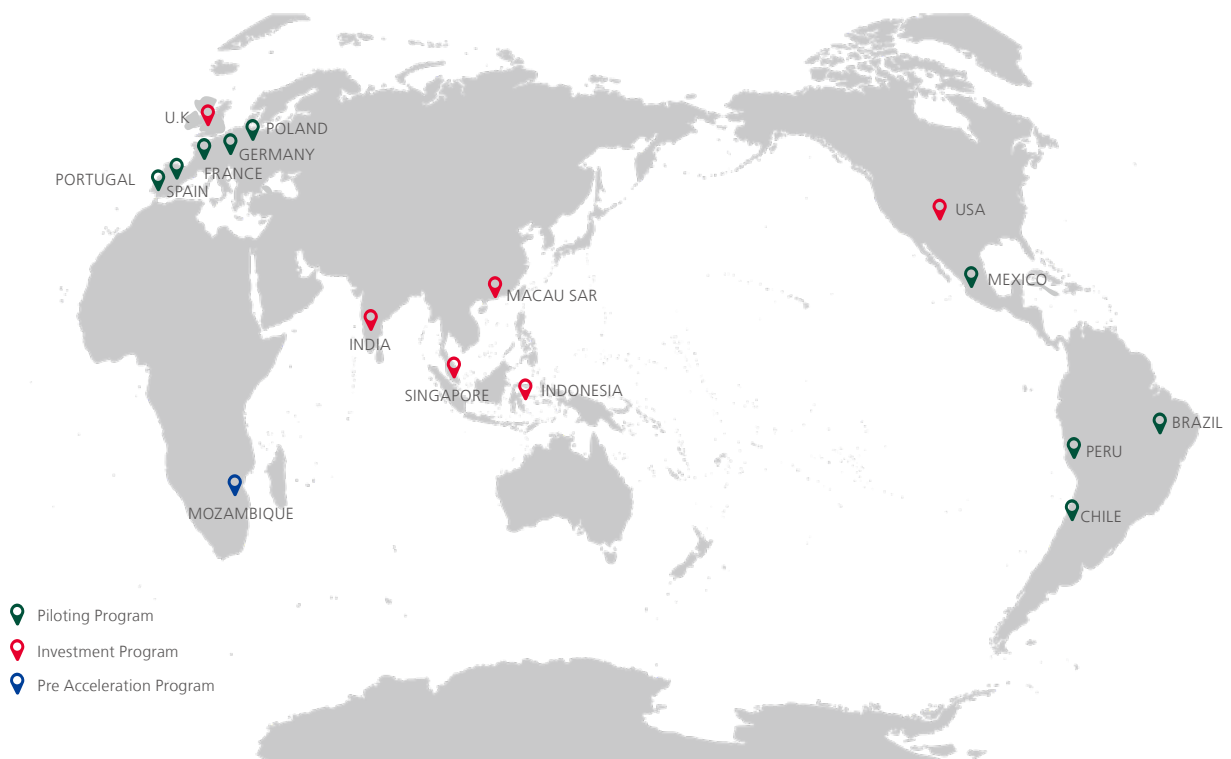 U.K
POLAND
GERMANY
FRANCE
PORTUGAL
SPAIN
USA
MEXICO
MACAU SAR
INDIA
SINGAPORE
INDONESIA
BRAZIL
PERU
MOZAMBIQUE
CHILE
Piloting Program
Investment Program
Pre Acceleration Program